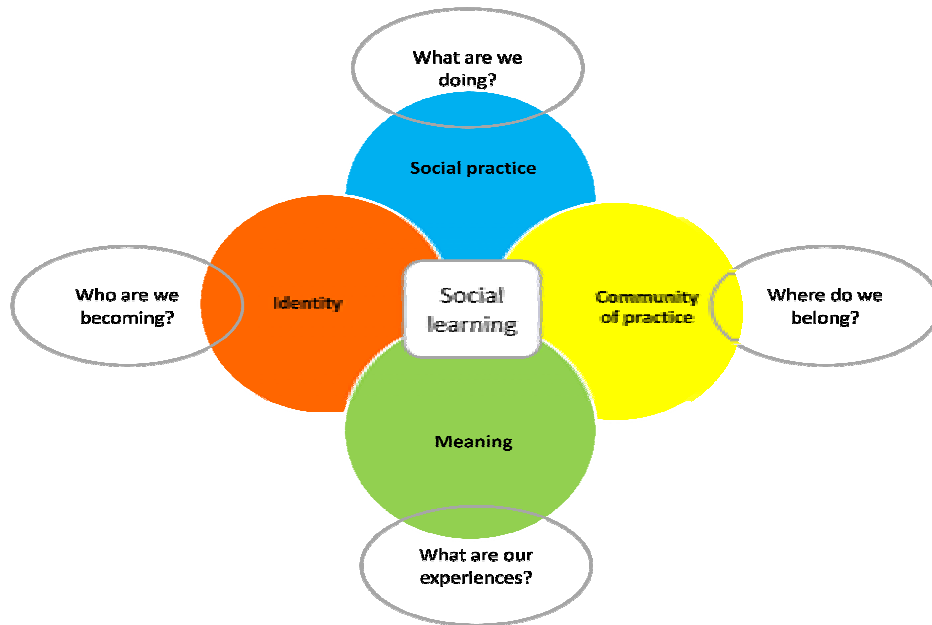 What are we
doing?
Social practice
Who are we
becoming?
Identity
Social
learning
Community
of practice
Where do we
belong?
Meaning
What are our
experiences?